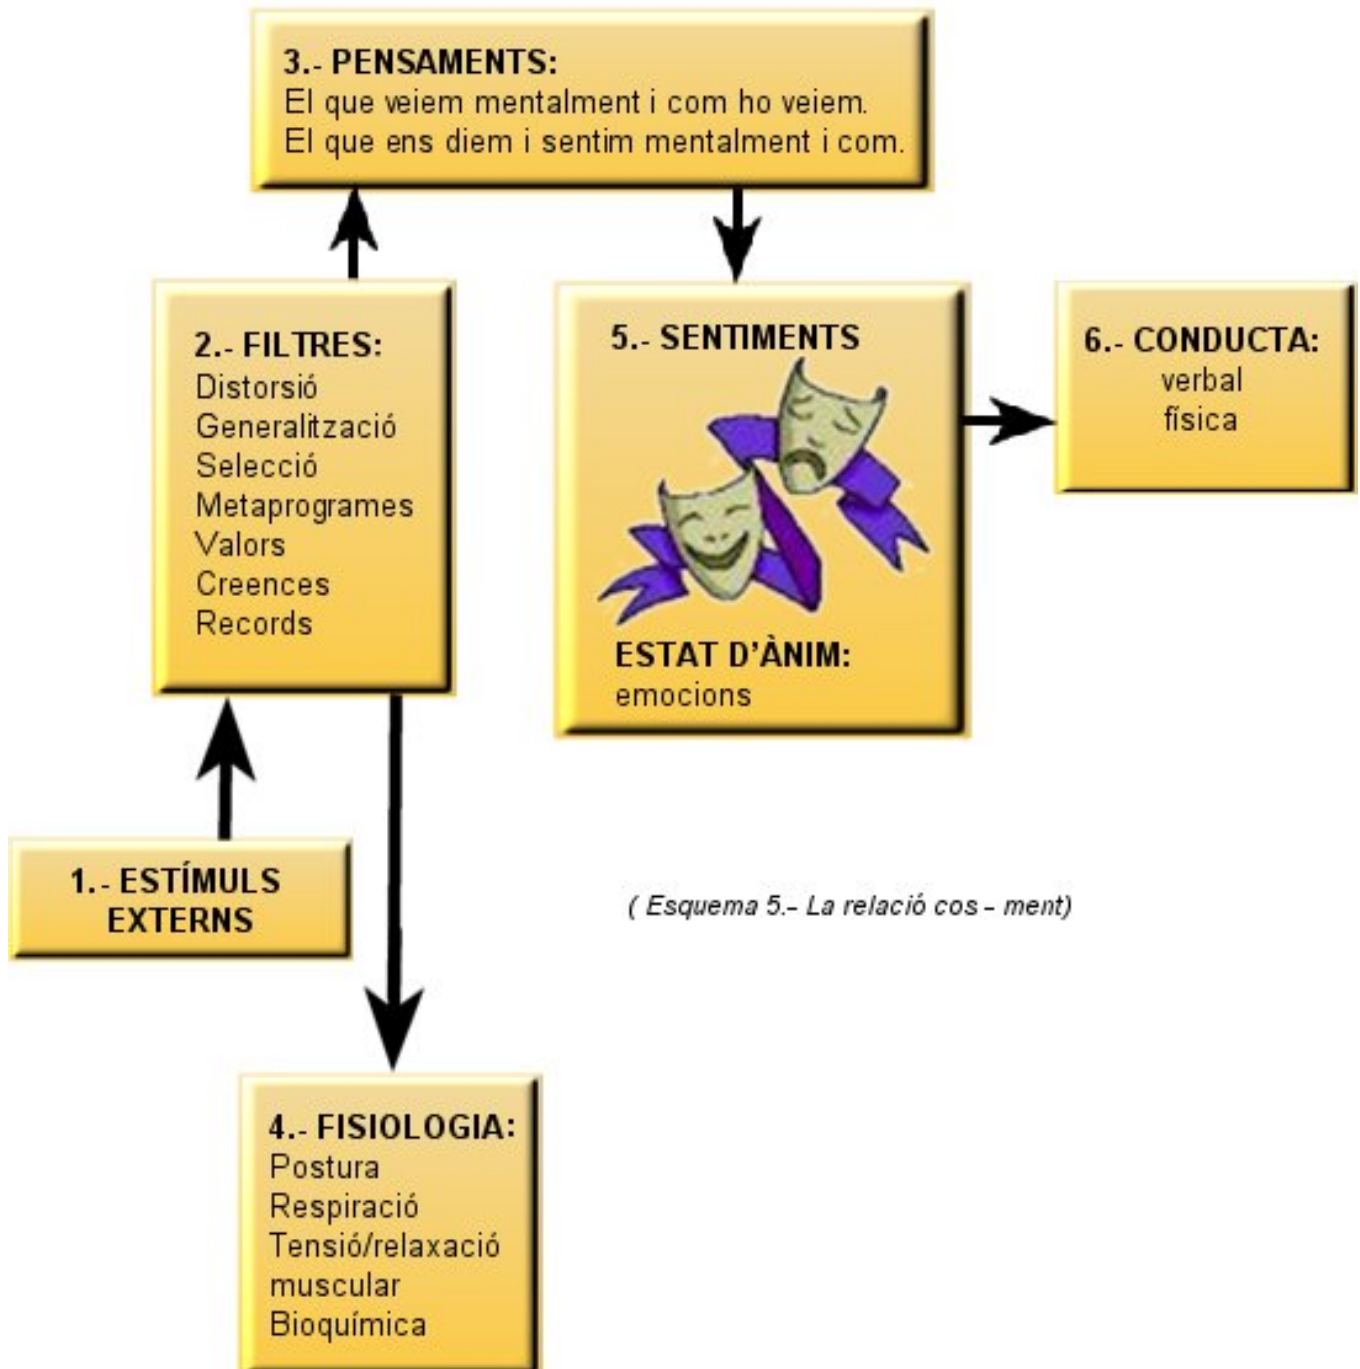 3.- PENSAMENTS:
El que veiem mentalment i com ho veiem.
El que ens diem i sentim mentalment i com.
2.- FILTRES:
Distorsió
Generalització
Selecció
Metaprogrames
Valors
Creences
Records
5.- SENTIMENTS
ESTAT D'ÀNIM:
emocions
6.- CONDUCTA:
verbal
física
1.- ESTÍMULS
EXTERNS
( Esquema 5.- La relació cos - ment)
4.- FISIOLOGIA:
Postura
Respiració
Tensió/relaxació
muscular
Bioquímica